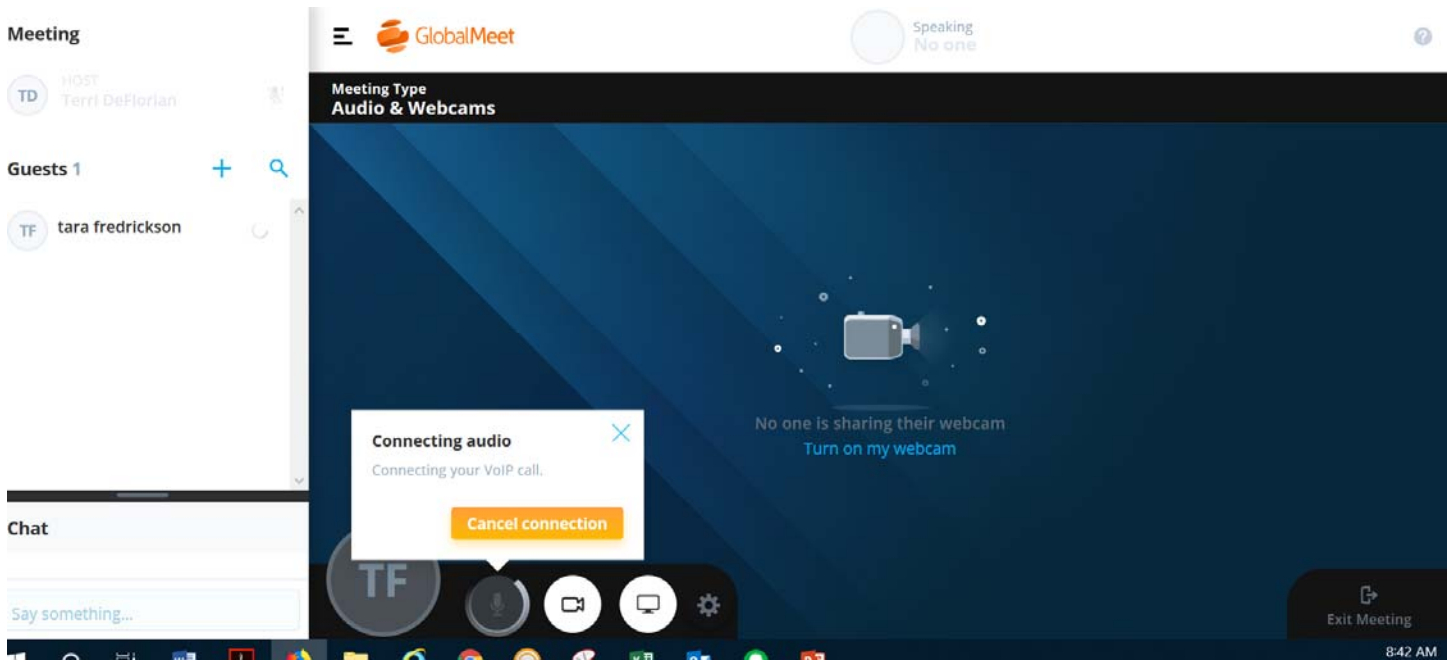 Meeting
HOST
TD
Terri DeFlorian
Guests 1
TF
tara fredrickson
Chat
Say something...
GlobalMeet
Speaking
No one
?
Meeting Type
Audio & Webcams
No one is sharing their webcam
Turn on my webcam
Connecting audio
Connecting your VoIP call.
Cancel connection
TF
Exit Meeting
8:42 AM